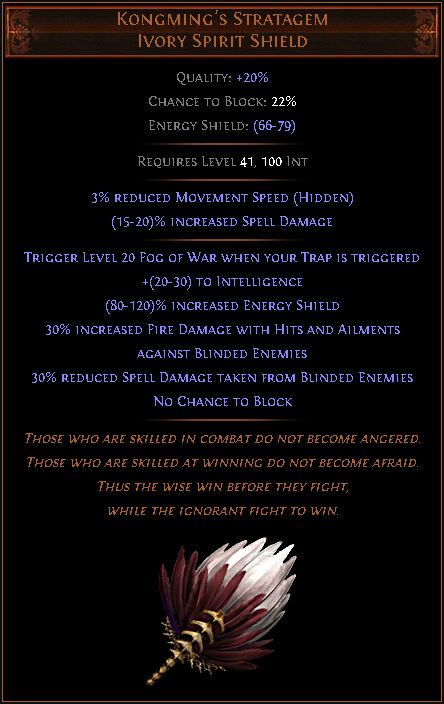 Kongming's Stratagem
Ivory Spirit Shield
Quality: +20%
Chance to Block: 22%
Energy Shield: (66-79)
Requires Level 41, 100 Int
3% reduced Movement Speed (Hidden)
(15-20)% increased Spell Damage
Trigger Level 20 Fog of War when your Trap is triggered
+(20-30) to Intelligence
(80-120)% increased Energy Shield
30% increased Fire Damage with Hits and Ailments
against Blinded Enemies
30% reduced Spell Damage taken from Blinded Enemies
No Chance to Block
Those who are skilled in combat do not become angered.
Those who are skilled at winning do not become afraid.
Thus the wise win before they fight,
while the ignorant fight to win.